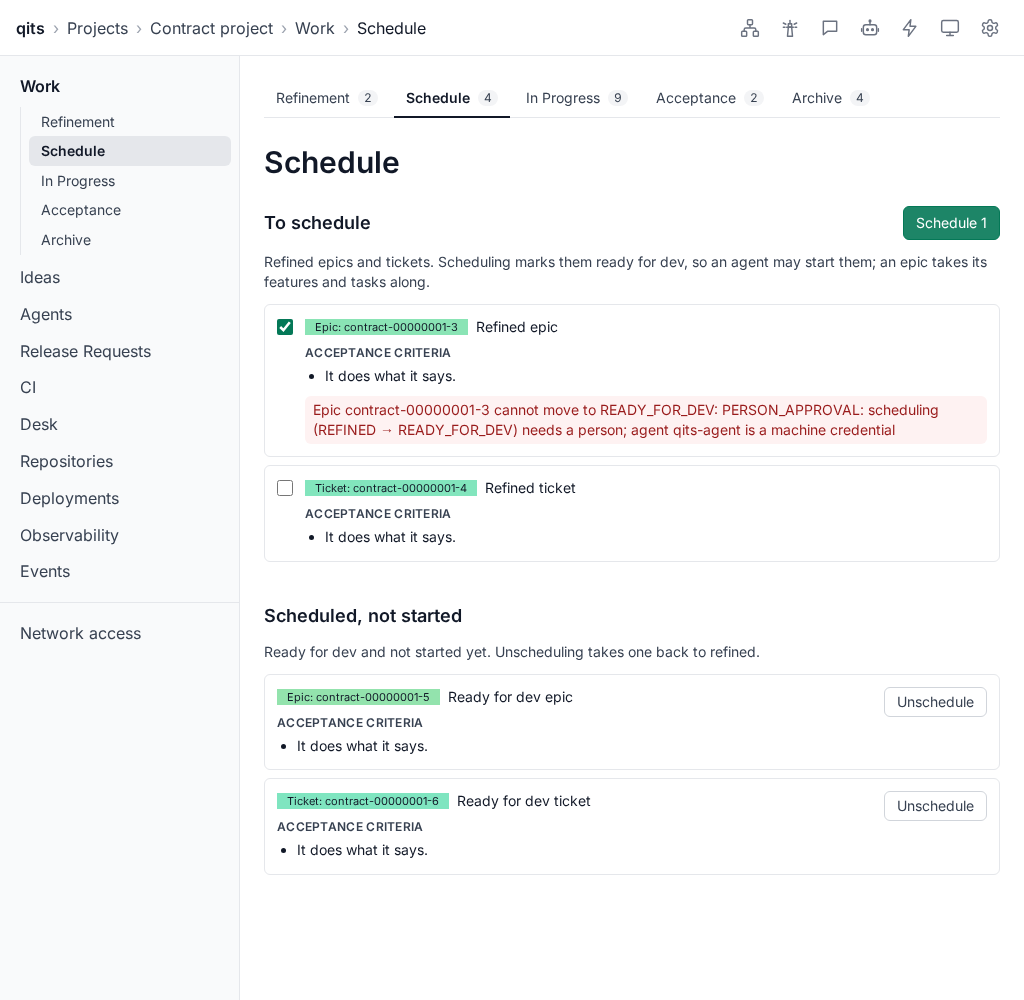 qits › Projects › Contract project › Work › Schedule
Work
Refinement
Schedule
In Progress
Acceptance
Archive
Ideas
Agents
Release Requests
CI
Desk
Repositories
Deployments
Observability
Events
Network access
Refinement 2 Schedule 4 In Progress 9 Acceptance 2 Archive 4
Schedule
To schedule
Schedule 1
Refined epics and tickets. Scheduling marks them ready for dev, so an agent may start them; an epic takes its
features and tasks along.
Epic: contract-00000001-3 Refined epic
ACCEPTANCE CRITERIA
• It does what it says.
Epic contract-00000001-3 cannot move to READY_FOR_DEV: PERSON_APPROVAL: scheduling
(REFINED → READY_FOR_DEV) needs a person; agent qits-agent is a machine credential
Ticket: contract-00000001-4 Refined ticket
ACCEPTANCE CRITERIA
• It does what it says.
Scheduled, not started
Ready for dev and not started yet. Unscheduling takes one back to refined.
Epic: contract-00000001-5 Ready for dev epic
Unschedule
ACCEPTANCE CRITERIA
• It does what it says.
Ticket: contract-00000001-6 Ready for dev ticket
Unschedule
ACCEPTANCE CRITERIA
• It does what it says.